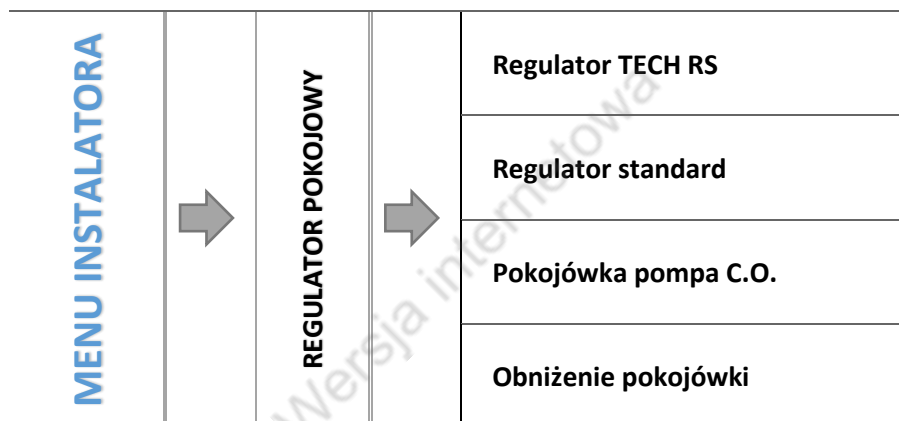 MENU INSTALATORA
REGULATOR POKOJOWY
Regulator TECH RS
Regulator standard
Pokojówka pompa C.O.
Obniżenie pokojówki
Wersja internetowa